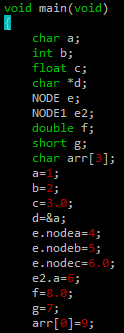 void main(void)
{
char a;
int b;
float c;
char *d;
NODE e;
NODE1 e2;
double f;
short g;
char arr[3];
a=1;
b=2;
c=3.0;
d=&a;
e.nodea=4;
e.nodeb=5;
e.nodec=6.0;
e2.a=6;
f=8.0;
g=7;
arr[0]=9;